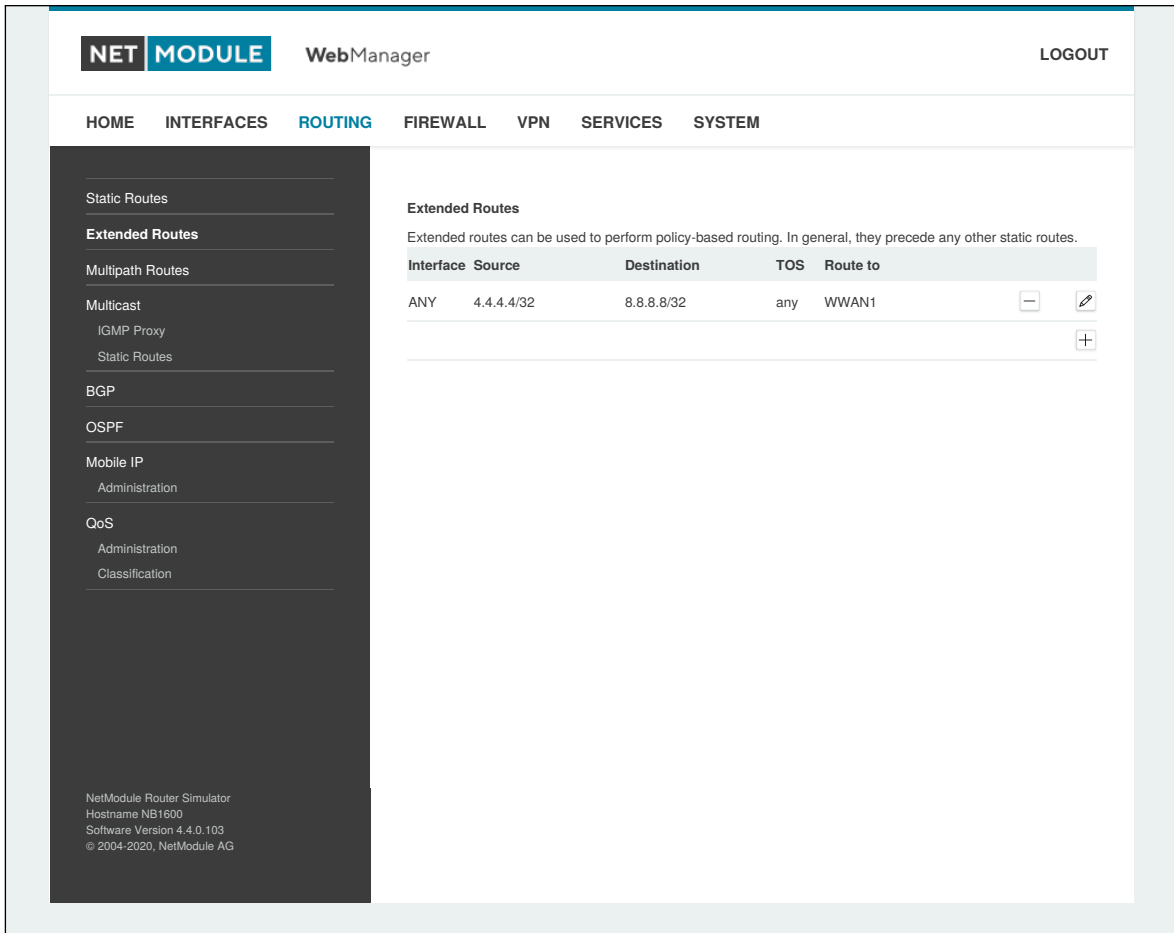 NET MODULE WebManager LOGOUT
HOME INTERFACES ROUTING FIREWALL VPN SERVICES SYSTEM
Static Routes
Extended Routes
Multipath Routes
Multicast
IGMP Proxy
Static Routes
BGP
OSPF
Mobile IP
Administration
QoS
Administration
Classification
NetModule Router Simulator
Hostname NB1600
Software Version 4.4.0.103
© 2004-2020, NetModule AG
Extended Routes
Extended routes can be used to perform policy-based routing. In general, they precede any other static routes.
Interface Source Destination TOS Route to
ANY 4.4.4.4/32 8.8.8.8/32 any WWAN1